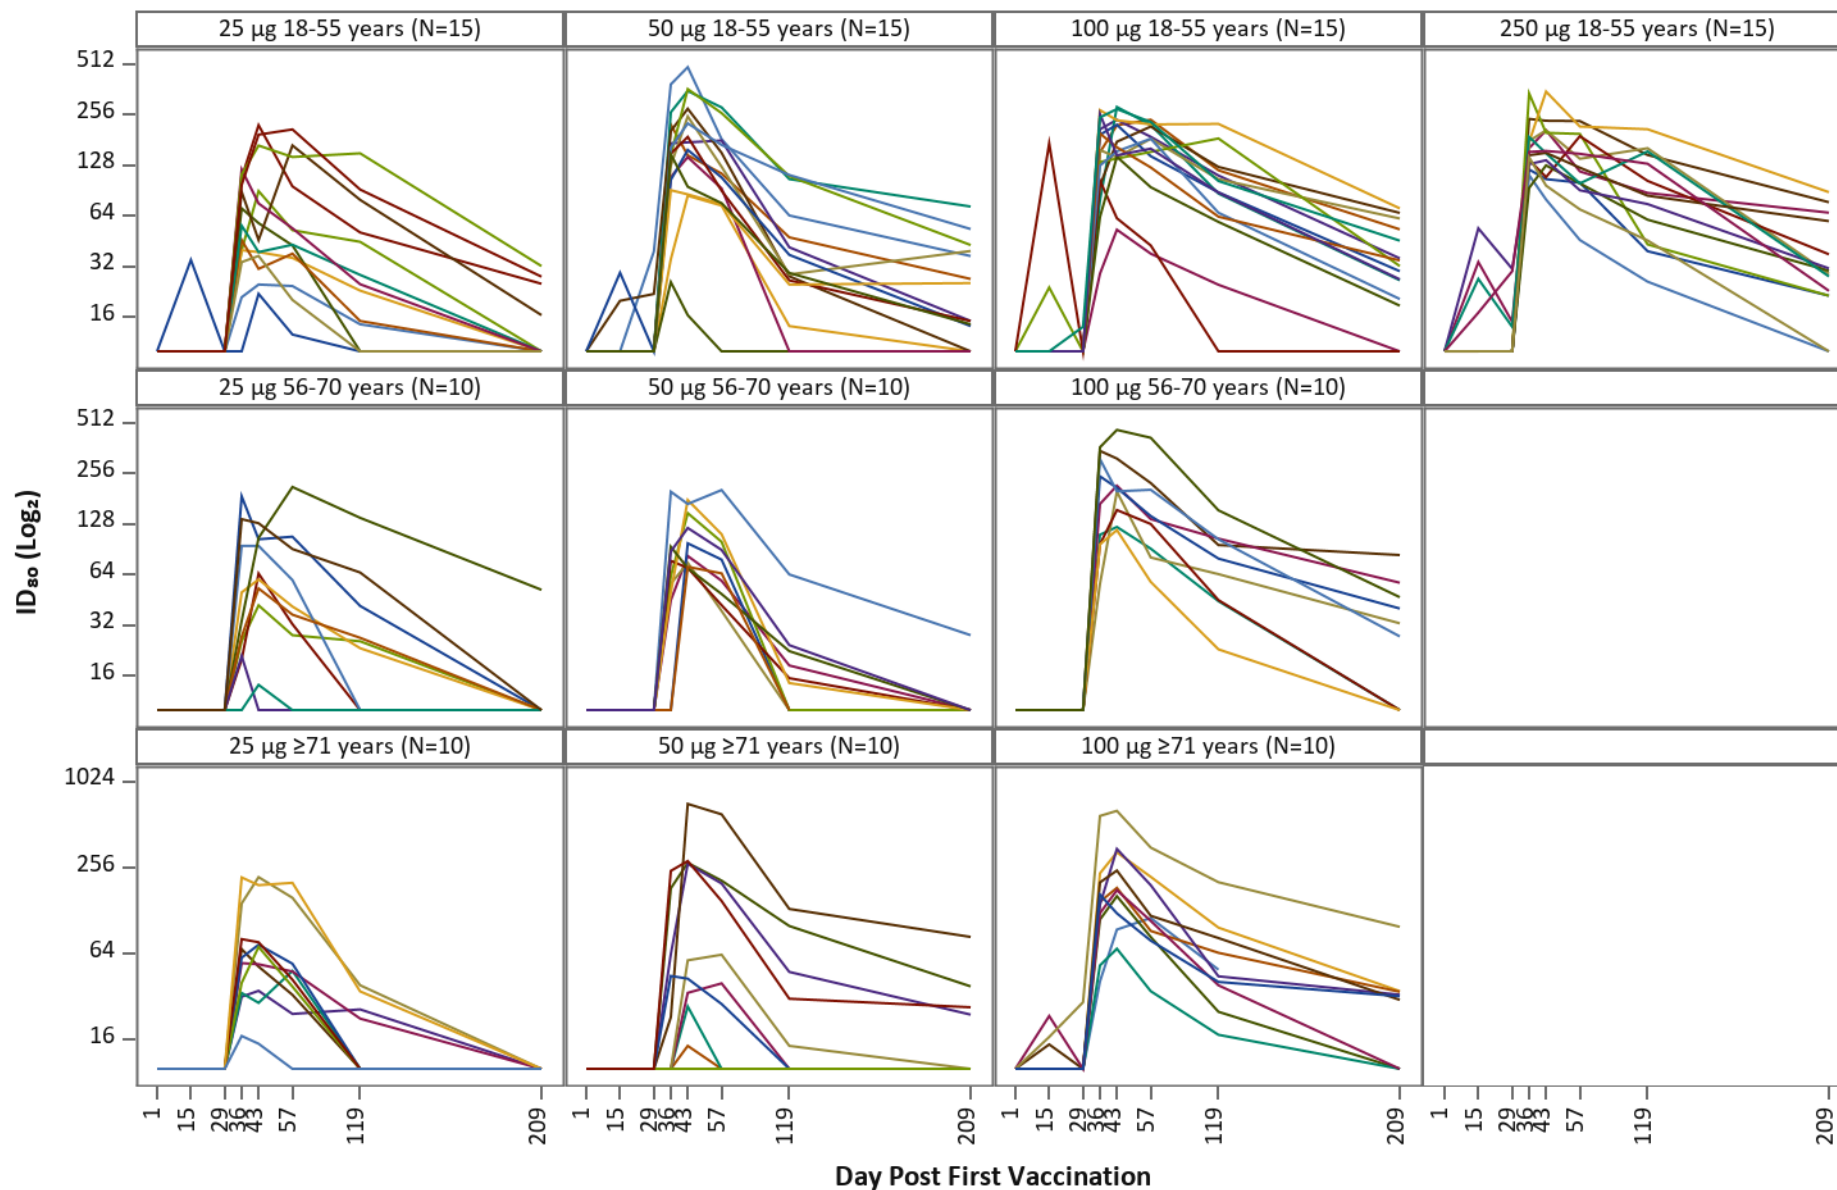 25 µg 18-55 years (N=15)
50 µg 18-55 years (N=15)
100 µg 18-55 years (N=15)
250 µg 18-55 years (N=15)
512
256
128
64
32
16
25 µg 56-70 years (N=10)
50 µg 56-70 years (N=10)
100 µg 56-70 years (N=10)
512
256
128
64
32
16
ID₈₀ (Log₂)
25 µg ≥71 years (N=10)
50 µg ≥71 years (N=10)
100 µg ≥71 years (N=10)
1024
256
64
16
1 15 29 36 43 57 119 209
1 15 29 36 43 57 119 209
1 15 29 36 43 57 119 209
1 15 29 36 43 57 119 209
Day Post First Vaccination